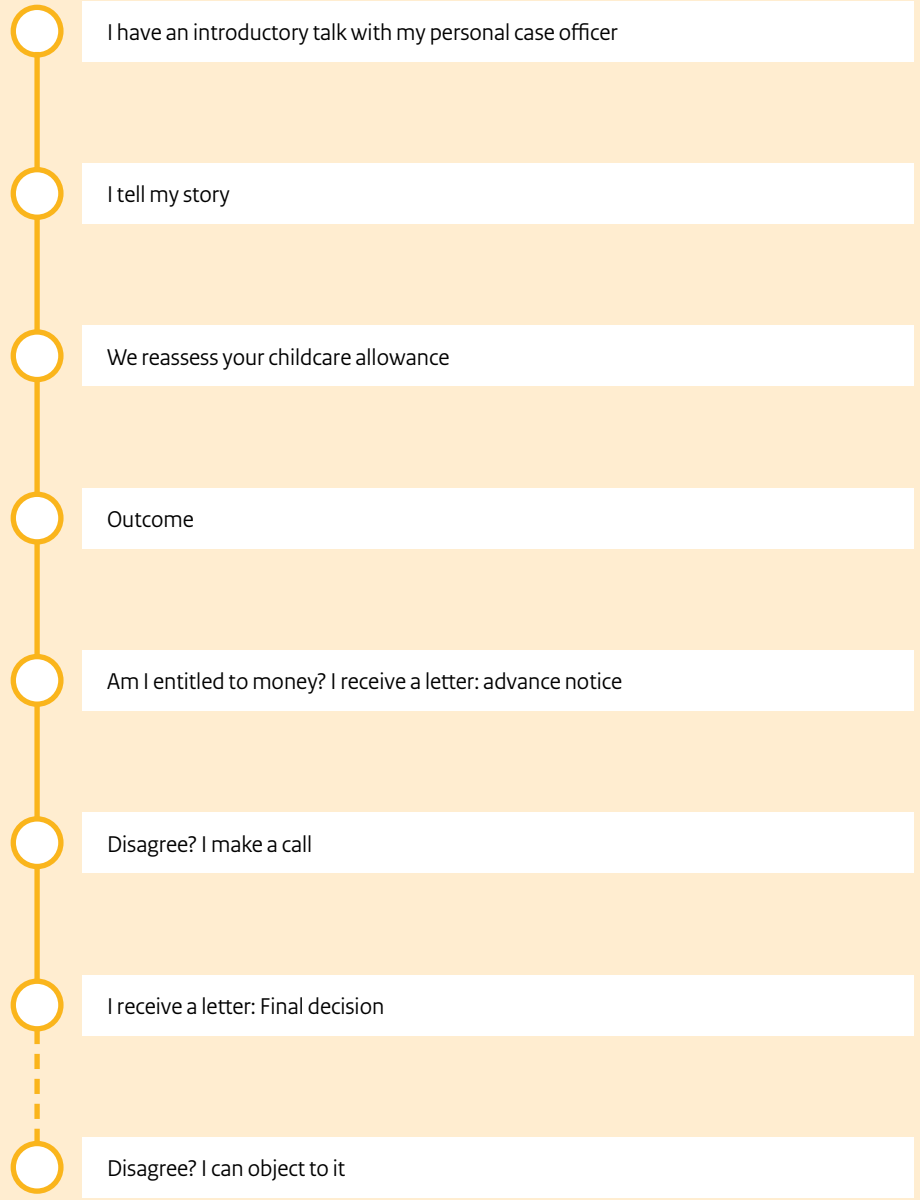 I have an introductory talk with my personal case officer
I tell my story
We reassess your childcare allowance
Outcome
Am I entitled to money? I receive a letter: advance notice
Disagree? I make a call
I receive a letter: Final decision
Disagree? I can object to it